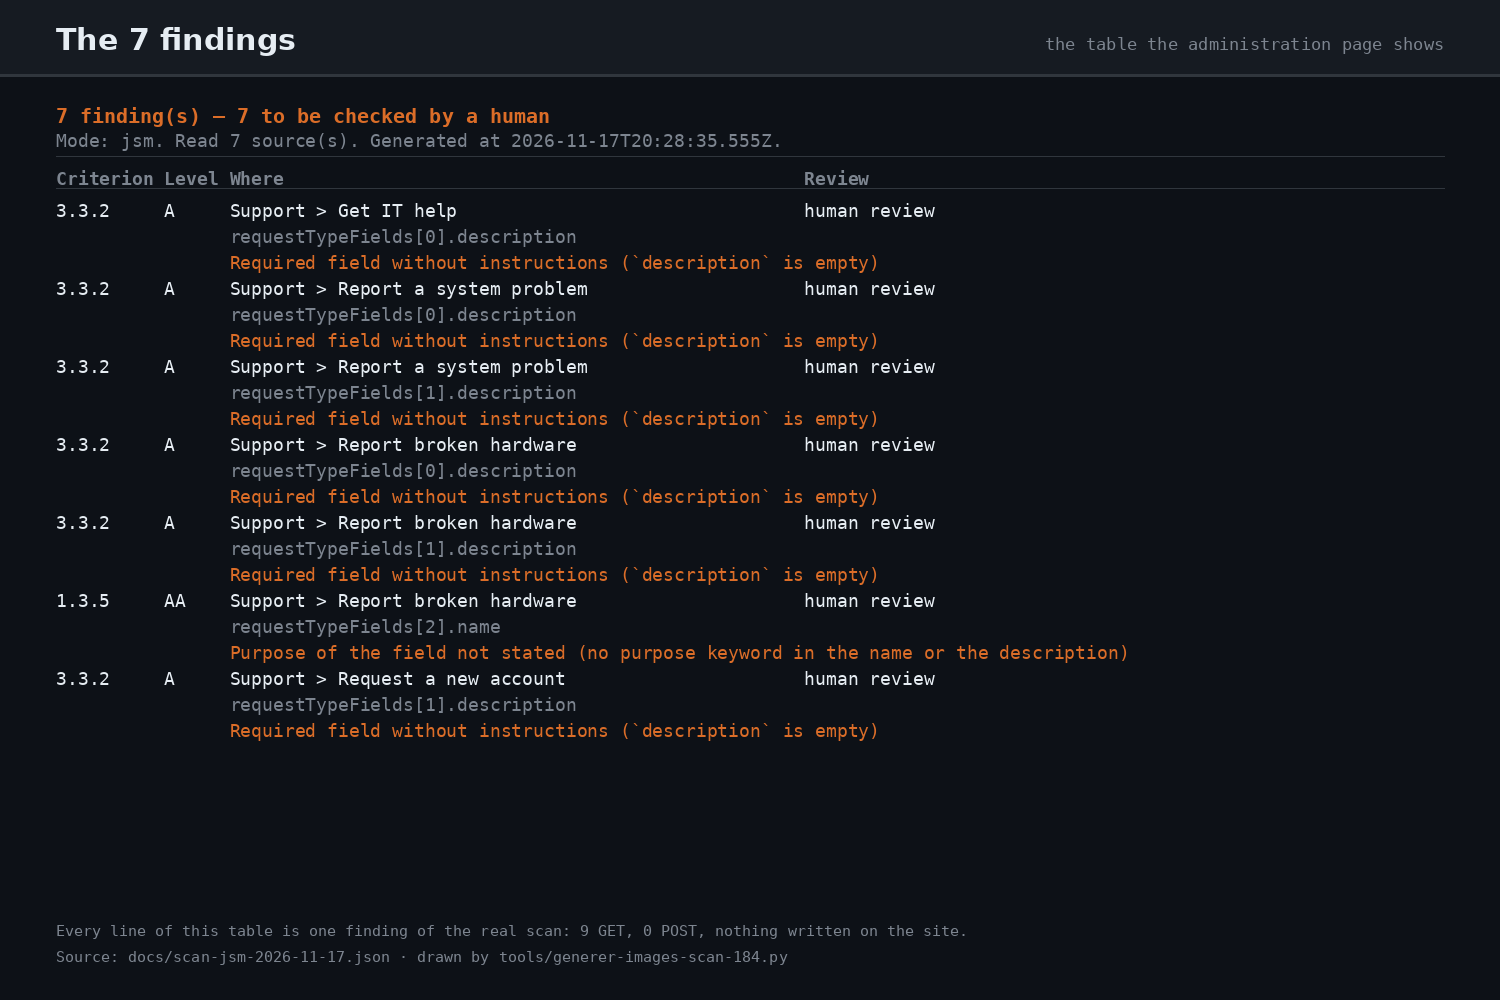 The 7 findings
the table the administration page shows
7 finding(s) — 7 to be checked by a human
Mode: jsm. Read 7 source(s). Generated at 2026-11-17T20:28:35.555Z.
Criterion Level Where Review
3.3.2 A Support > Get IT help human review
requestTypeFields[0].description
Required field without instructions (`description` is empty)
3.3.2 A Support > Report a system problem human review
requestTypeFields[0].description
Required field without instructions (`description` is empty)
3.3.2 A Support > Report a system problem human review
requestTypeFields[1].description
Required field without instructions (`description` is empty)
3.3.2 A Support > Report broken hardware human review
requestTypeFields[0].description
Required field without instructions (`description` is empty)
3.3.2 A Support > Report broken hardware human review
requestTypeFields[1].description
Required field without instructions (`description` is empty)
1.3.5 AA Support > Report broken hardware human review
requestTypeFields[2].name
Purpose of the field not stated (no purpose keyword in the name or the description)
3.3.2 A Support > Request a new account human review
requestTypeFields[1].description
Required field without instructions (`description` is empty)
Every line of this table is one finding of the real scan: 9 GET, 0 POST, nothing written on the site.
Source: docs/scan-jsm-2026-11-17.json · drawn by tools/generer-images-scan-184.py